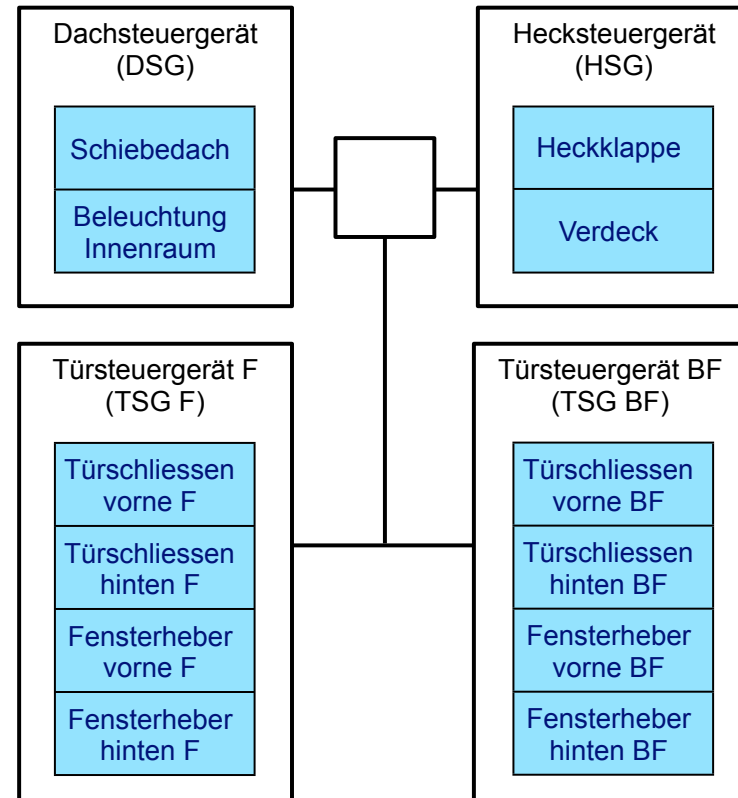 Dachsteuergerät
(DSG)
Schiebedach
Beleuchtung
Innenraum
Hecksteuergerät
(HSG)
Heckklappe
Verdeck
Türsteuergerät F
(TSG F)
Türschliessen
vorne F
Türschliessen
hinten F
Fensterheber
vorne F
Fensterheber
hinten F
Türsteuergerät BF
(TSG BF)
Türschliessen
vorne BF
Türschliessen
hinten BF
Fensterheber
vorne BF
Fensterheber
hinten BF